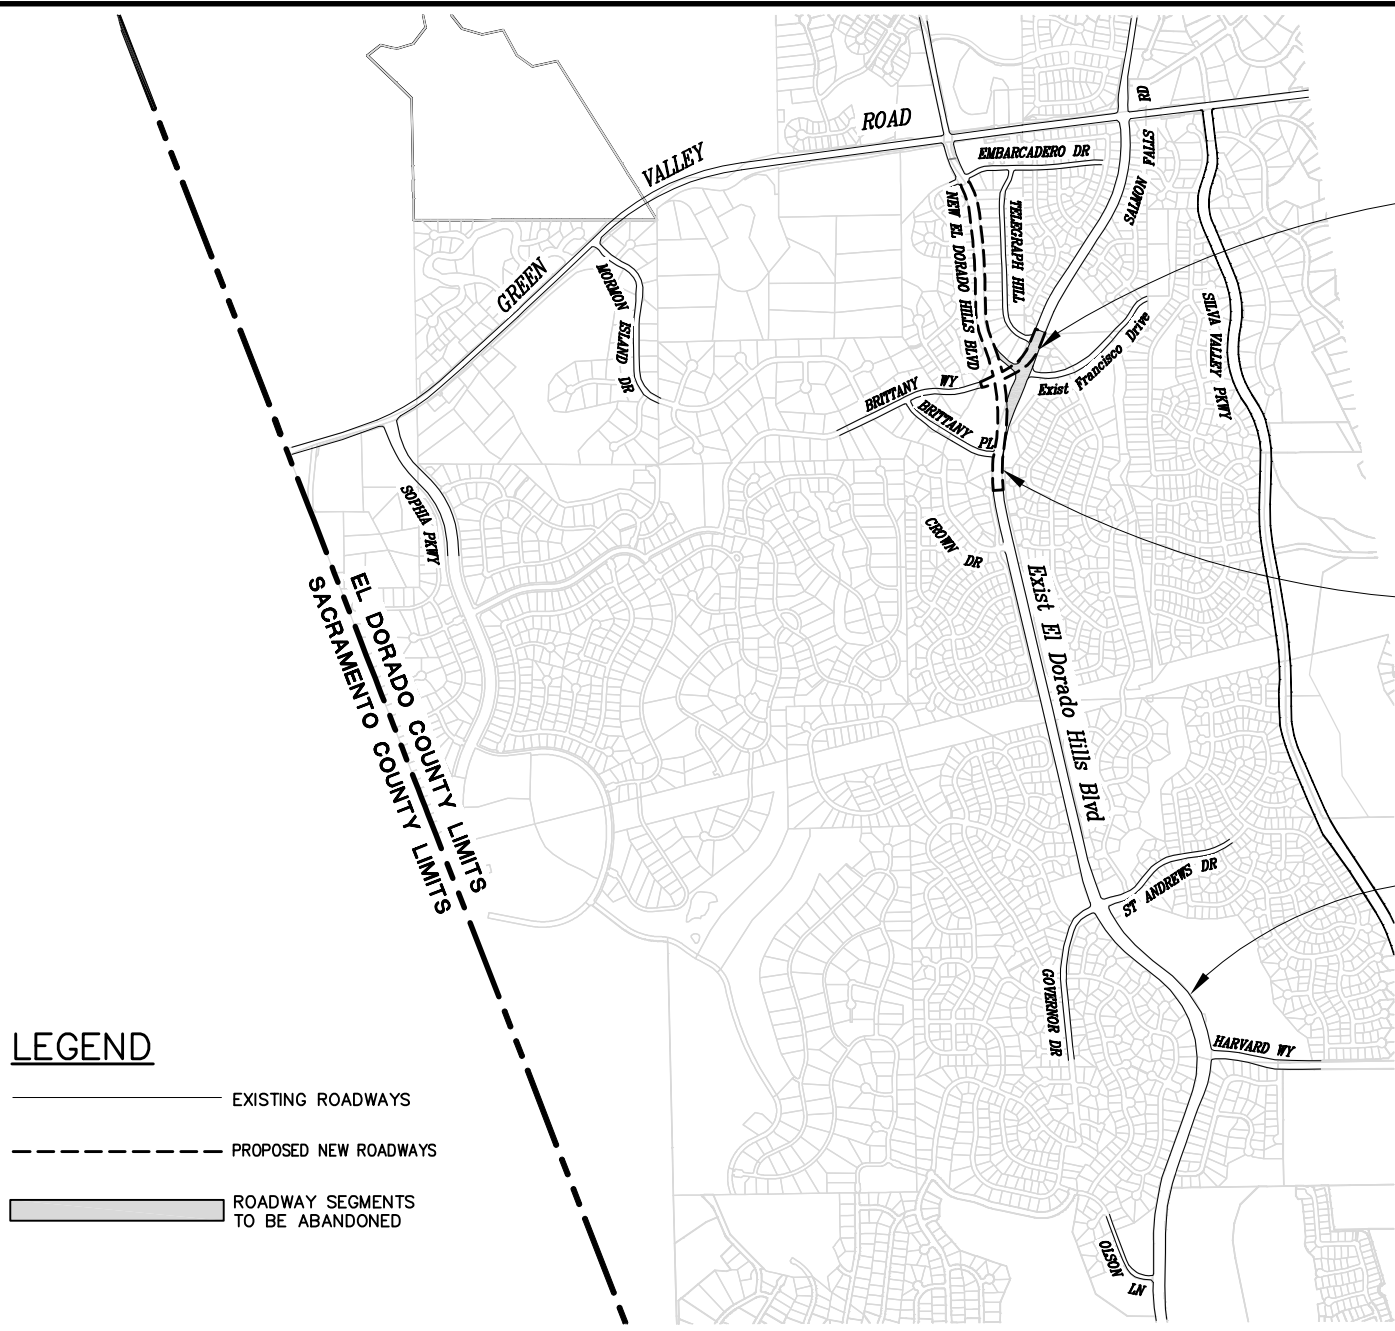 ROAD
VALLEY
GREEN
RD
SALMON FALLS
EMBARCADERO DR
TELEGRAPH HILL
NEW EL DORADO HILLS BLVD
MORMON ISLAND DR
SILVA VALLEY PKWY
Exist Francisco Drive
BRITTANY WY
BRITTANY PL
SOPHIA PKWY
CROWN DR
Exist El Dorado Hills Blvd
EL DORADO COUNTY LIMITS
SACRAMENTO COUNTY LIMITS
ST ANDREWS DR
GOVERNOR DR
HARVARD WY
OLSON LN
LEGEND
EXISTING ROADWAYS
PROPOSED NEW ROADWAYS
ROADWAY SEGMENTS
TO BE ABANDONED